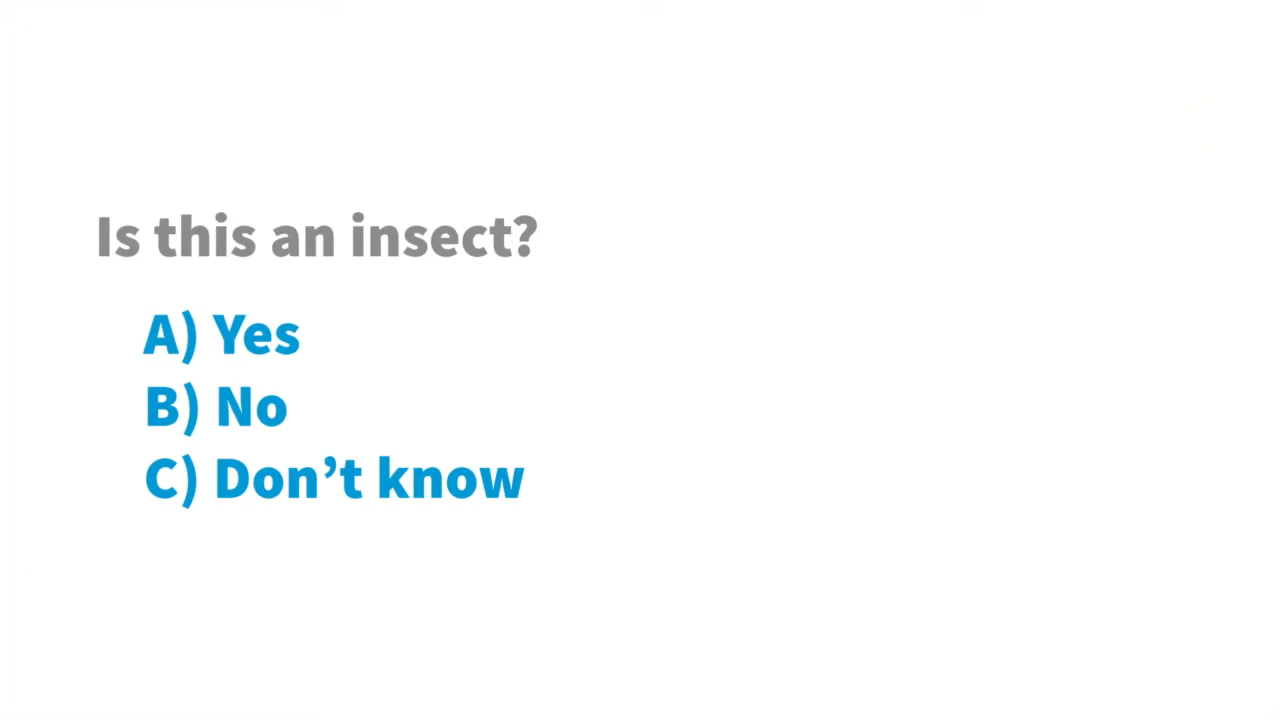 Is this an insect?
A) Yes
B) No
C) Don’t know